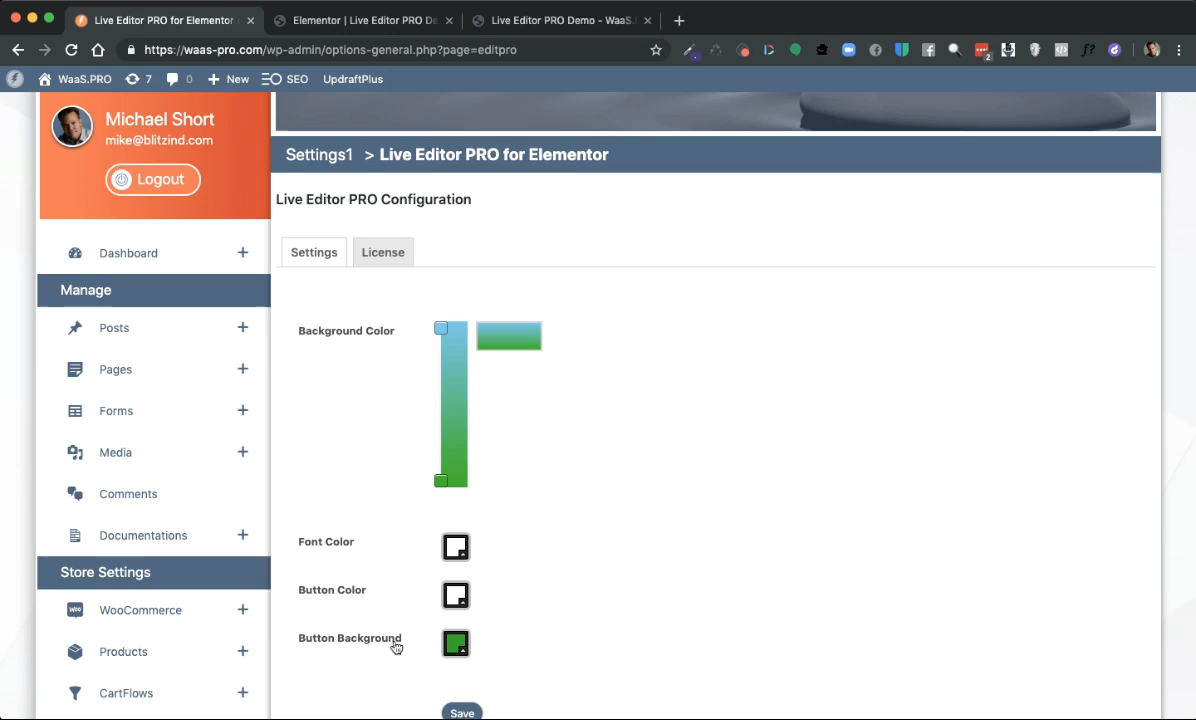 Live Editor PRO for Elementor
Elementor | Live Editor PRO De
Live Editor PRO Demo - WaaS.
https://waas-pro.com/wp-admin/options-general.php?page=editpro
2
WaaS.PRO
7
0
New
SEO
UpdraftPlus
Michael Short
mike@blitzind.com
Logout
Settings1 > Live Editor PRO for Elementor
Live Editor PRO Configuration
Settings
License
Dashboard
Manage
Posts
Pages
Forms
Media
Comments
Documentations
Store Settings
WooCommerce
Products
CartFlows
Background Color
Font Color
Button Color
Button Background
Save